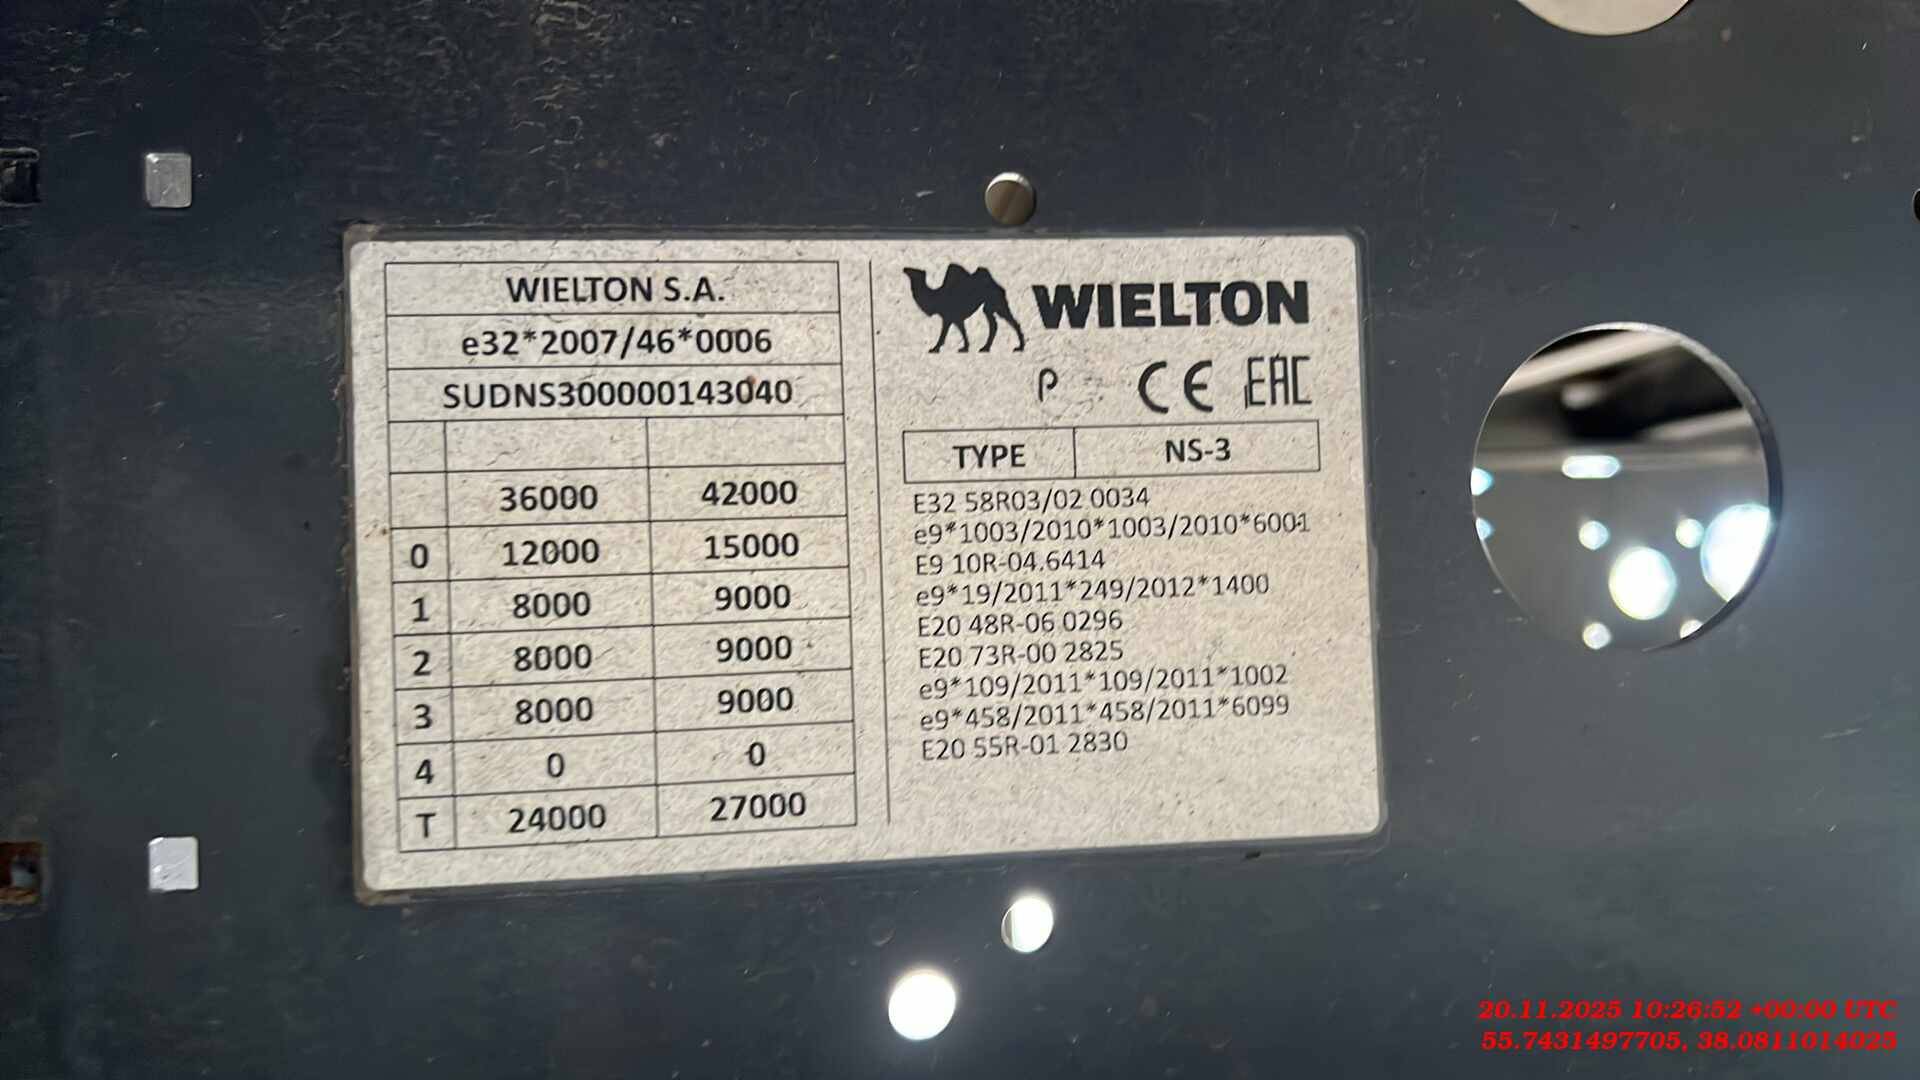 WIELTON S.A.
e32*2007/46*0006
SUDNS300000143040
36000 42000
0 12000 15000
1 8000 9000
2 8000 9000
3 8000 9000
4 0 0
T 24000 27000
WIELTON
P CE EAC
TYPE NS-3
E32 58R03/02 0034
e9*1003/2010*1003/2010*6001
E9 10R-04.6414
e9*19/2011*249/2012*1400
E20 48R-06 0296
E20 73R-00 2825
e9*109/2011*109/2011*1002
e9*458/2011*458/2011*6099
E20 55R-01 2830
20.11.2025 10:26:52 +00:00 UTC
55.7431497705, 38.0811014025